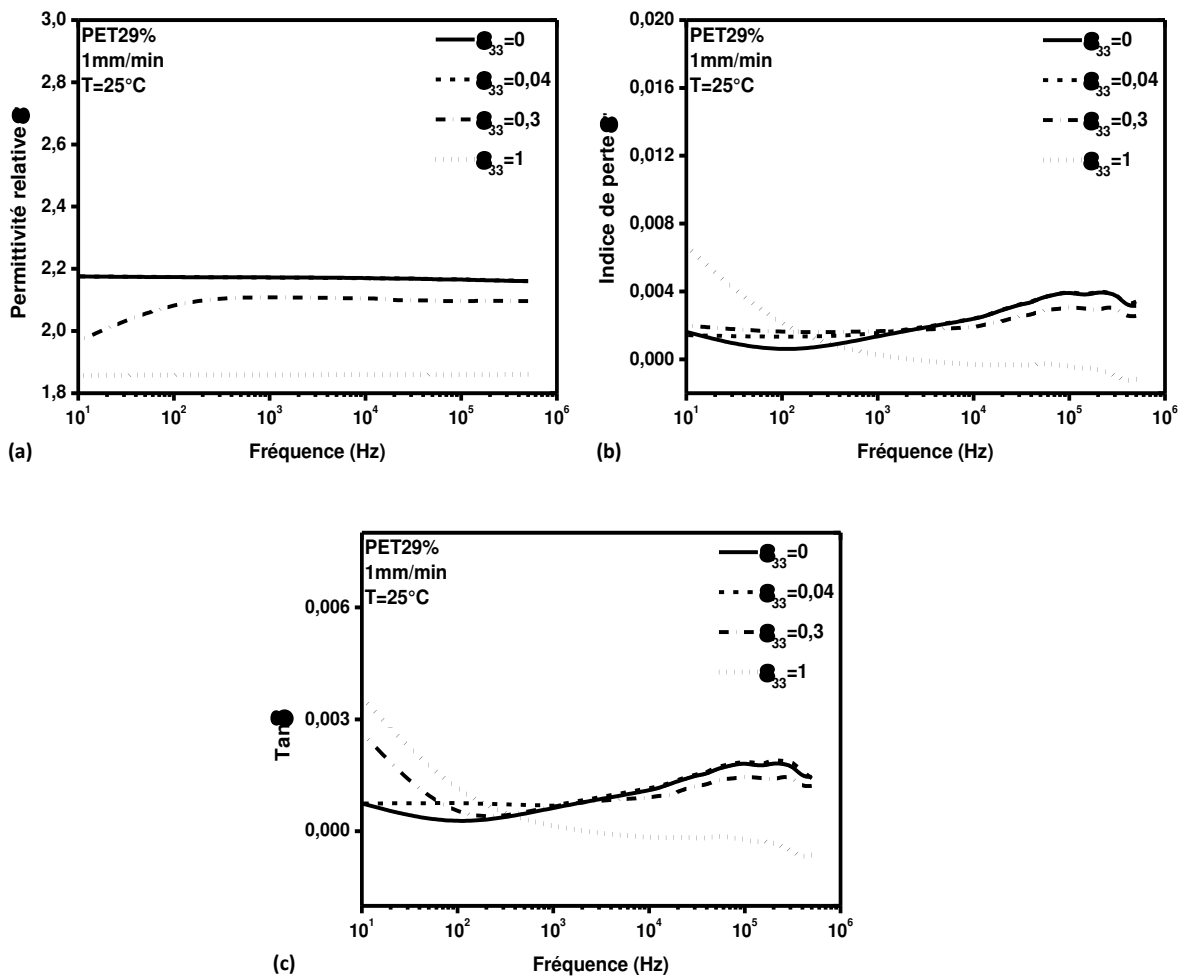 3,0
2,8
2,6
2,4
2,2
2,0
1,8
Permittivité relative
PET29%
1mm/min
T=25°C
33=0
33=0,04
33=0,3
33=1
10^1 10^2 10^3 10^4 10^5 10^6
(a) Fréquence (Hz)
0,020
0,016
0,012
0,008
0,004
0,000
Indice de perte
PET29%
1mm/min
T=25°C
33=0
33=0,04
33=0,3
33=1
10^1 10^2 10^3 10^4 10^5 10^6
(b) Fréquence (Hz)
0,006
0,003
0,000
Tan
PET29%
1mm/min
T=25°C
33=0
33=0,04
33=0,3
33=1
10^1 10^2 10^3 10^4 10^5 10^6
(c) Fréquence (Hz)